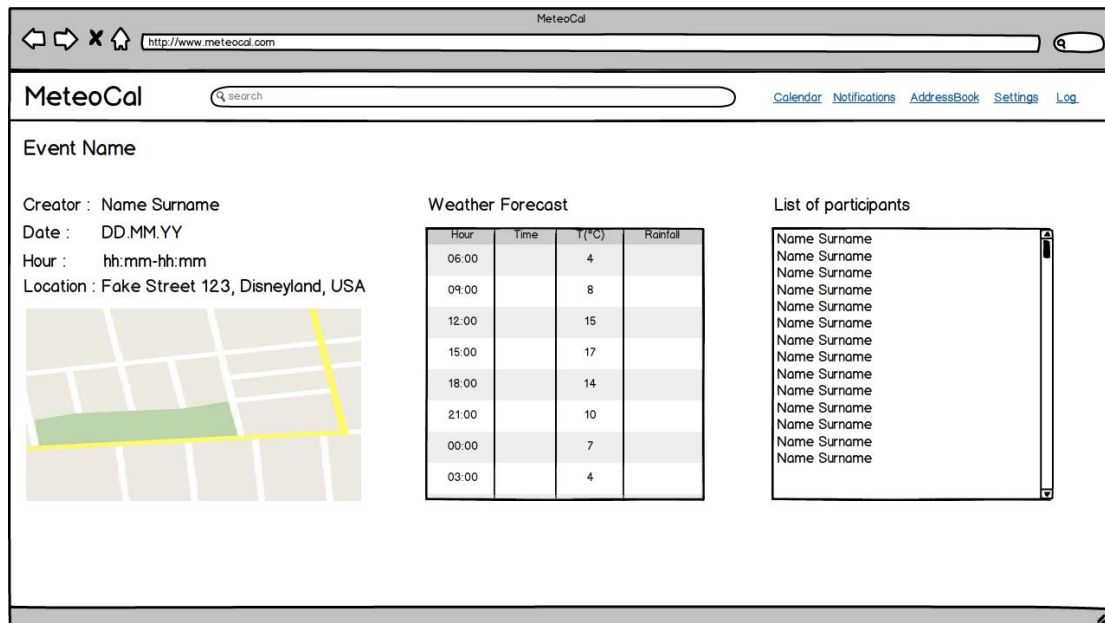 MeteoCal
http://www.meteocal.com
MeteoCal
search
Calendar Notifications AddressBook Settings Log
Event Name
Creator : Name Surname
Date : DD.MM.YY
Hour : hh:mm-hh:mm
Location : Fake Street 123, Disneyland, USA
Weather Forecast
Hour Time T(°C) Rainfall
06:00 4
09:00 8
12:00 15
15:00 17
18:00 14
21:00 10
00:00 7
03:00 4
List of participants
Name Surname
Name Surname
Name Surname
Name Surname
Name Surname
Name Surname
Name Surname
Name Surname
Name Surname
Name Surname
Name Surname
Name Surname
Name Surname
Name Surname